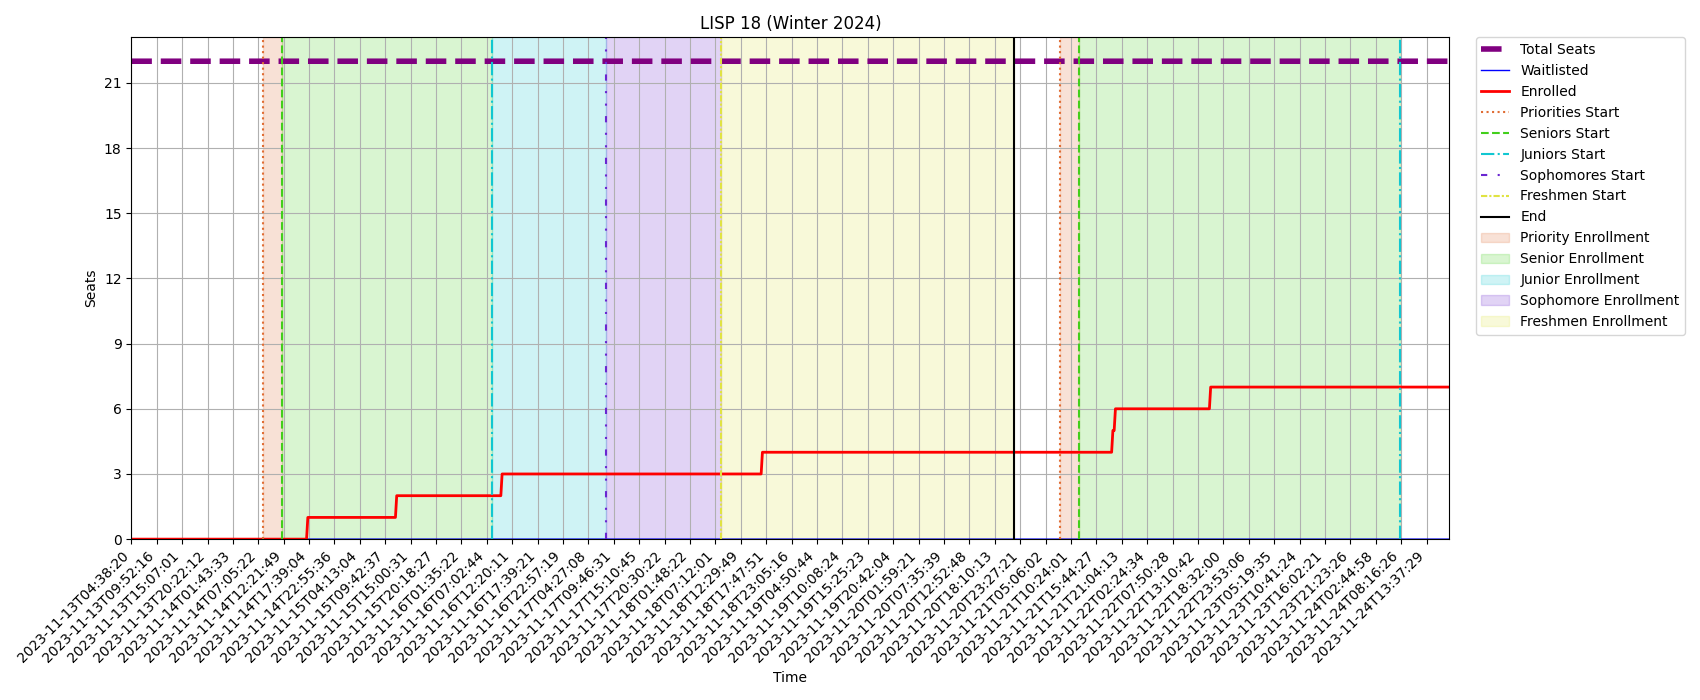 LISP 18 (Winter 2024)
Seats
21
18
15
12
9
6
3
0
2023-11-13T04:38:20
2023-11-13T09:52:16
2023-11-13T15:07:01
2023-11-13T20:22:12
2023-11-14T01:43:33
2023-11-14T07:05:22
2023-11-14T12:21:49
2023-11-14T17:39:04
2023-11-14T22:55:36
2023-11-15T04:13:04
2023-11-15T09:42:37
2023-11-15T15:00:31
2023-11-15T20:18:27
2023-11-16T01:35:22
2023-11-16T07:02:44
2023-11-16T12:20:11
2023-11-16T17:39:21
2023-11-16T22:57:19
2023-11-17T04:27:08
2023-11-17T09:46:31
2023-11-17T15:10:45
2023-11-17T20:30:22
2023-11-18T01:48:22
2023-11-18T07:12:01
2023-11-18T12:29:49
2023-11-18T17:47:51
2023-11-18T23:05:16
2023-11-19T04:50:44
2023-11-19T10:08:24
2023-11-19T15:25:23
2023-11-19T20:42:04
2023-11-20T01:59:21
2023-11-20T07:35:39
2023-11-20T12:52:48
2023-11-20T18:10:13
2023-11-20T23:27:21
2023-11-21T05:06:02
2023-11-21T10:24:01
2023-11-21T15:44:27
2023-11-21T21:04:13
2023-11-22T02:24:34
2023-11-22T07:50:28
2023-11-22T13:10:42
2023-11-22T18:32:00
2023-11-22T23:53:06
2023-11-23T05:19:35
2023-11-23T10:41:24
2023-11-23T16:02:21
2023-11-23T21:23:26
2023-11-24T02:44:58
2023-11-24T08:16:26
2023-11-24T13:37:29
Time
Total Seats
Waitlisted
Enrolled
Priorities Start
Seniors Start
Juniors Start
Sophomores Start
Freshmen Start
End
Priority Enrollment
Senior Enrollment
Junior Enrollment
Sophomore Enrollment
Freshmen Enrollment